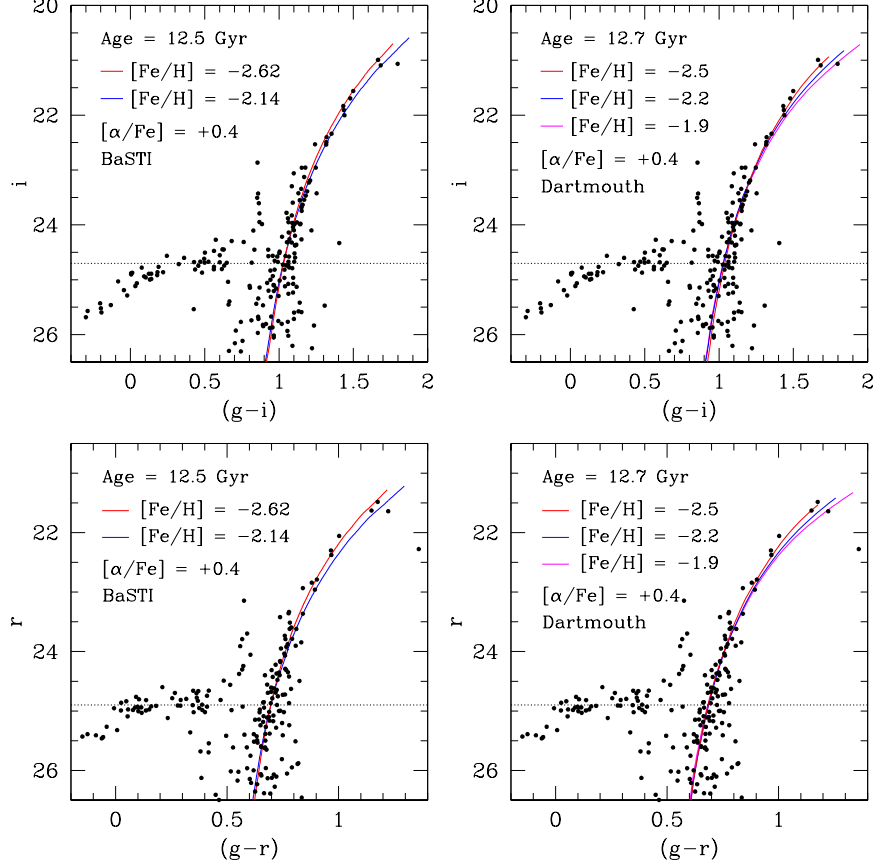 20
22
24
26
i
Age = 12.5 Gyr
[Fe/H] = −2.62
[Fe/H] = −2.14
[α/Fe] = +0.4
BaSTI
0 0.5 1 1.5 2
(g−i)
20
22
24
26
i
Age = 12.7 Gyr
[Fe/H] = −2.5
[Fe/H] = −2.2
[Fe/H] = −1.9
[α/Fe] = +0.4
Dartmouth
0 0.5 1 1.5 2
(g−i)
22
24
26
r
Age = 12.5 Gyr
[Fe/H] = −2.62
[Fe/H] = −2.14
[α/Fe] = +0.4
BaSTI
0 0.5 1
(g−r)
22
24
26
r
Age = 12.7 Gyr
[Fe/H] = −2.5
[Fe/H] = −2.2
[Fe/H] = −1.9
[α/Fe] = +0.4
Dartmouth
0 0.5 1
(g−r)